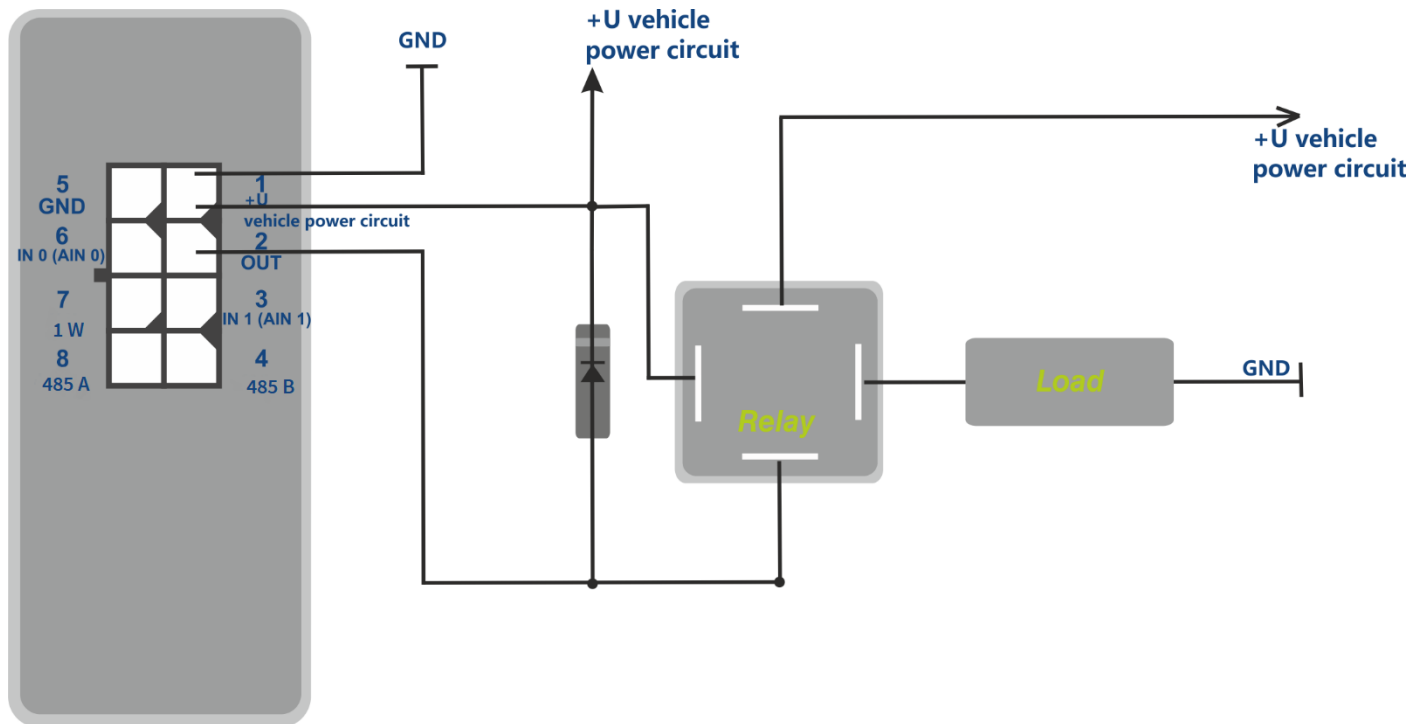 +U vehicle
power circuit
GND
+U vehicle
power circuit
5
GND
1
+U
vehicle power circuit
6
IN 0 (AIN 0)
2
OUT
7
1 W
3
IN 1 (AIN 1)
8
485 A
4
485 B
Relay
Load
GND